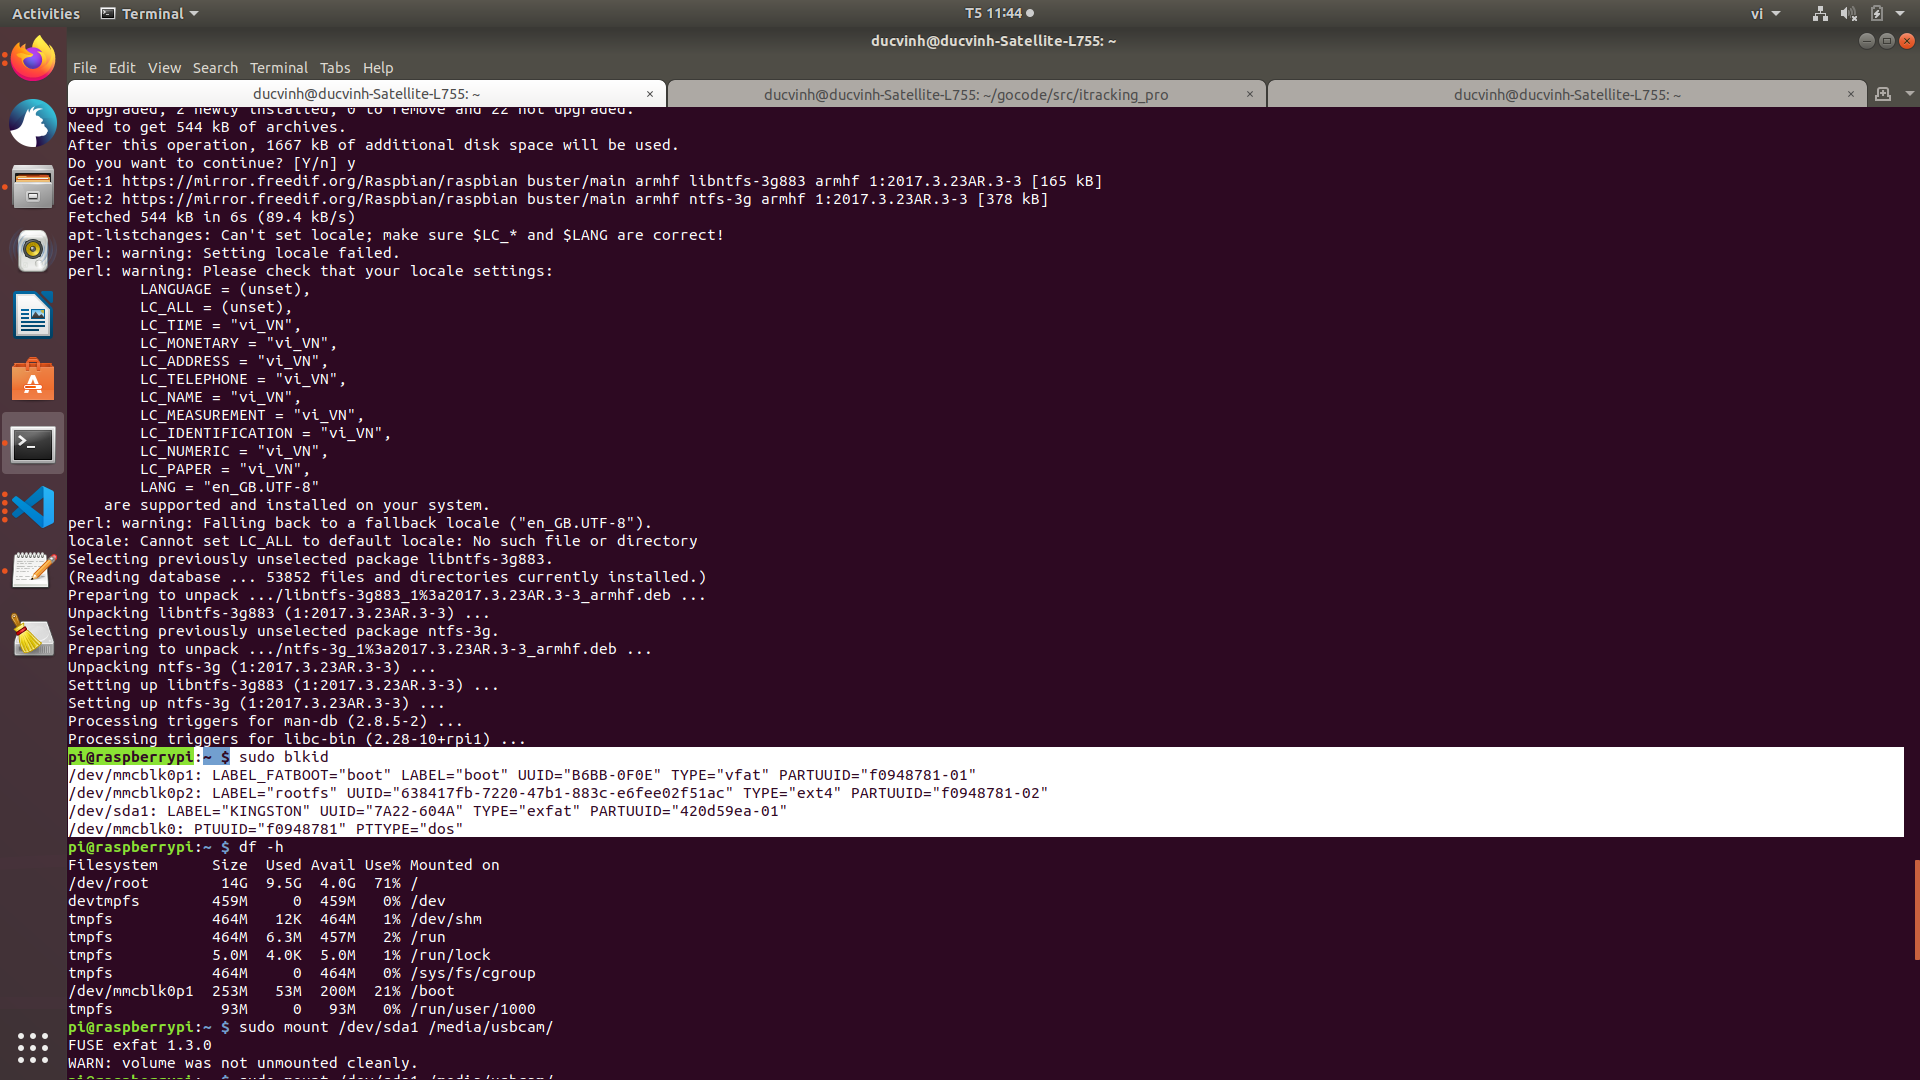 Activities Terminal T5 11:44 vi
ducvinh@ducvinh-Satellite-L755: ~
File Edit View Search Terminal Tabs Help
ducvinh@ducvinh-Satellite-L755: ~ × ducvinh@ducvinh-Satellite-L755: ~/gocode/src/itracking_pro × ducvinh@ducvinh-Satellite-L755: ~ ×
0 upgraded, 2 newly installed, 0 to remove and 22 not upgraded.
Need to get 544 kB of archives.
After this operation, 1667 kB of additional disk space will be used.
Do you want to continue? [Y/n] y
Get:1 https://mirror.freedif.org/Raspbian/raspbian buster/main armhf libntfs-3g883 armhf 1:2017.3.23AR.3-3 [165 kB]
Get:2 https://mirror.freedif.org/Raspbian/raspbian buster/main armhf ntfs-3g armhf 1:2017.3.23AR.3-3 [378 kB]
Fetched 544 kB in 6s (89.4 kB/s)
apt-listchanges: Can't set locale; make sure $LC_* and $LANG are correct!
perl: warning: Setting locale failed.
perl: warning: Please check that your locale settings:
        LANGUAGE = (unset),
        LC_ALL = (unset),
        LC_TIME = "vi_VN",
        LC_MONETARY = "vi_VN",
        LC_ADDRESS = "vi_VN",
        LC_TELEPHONE = "vi_VN",
        LC_NAME = "vi_VN",
        LC_MEASUREMENT = "vi_VN",
        LC_IDENTIFICATION = "vi_VN",
        LC_NUMERIC = "vi_VN",
        LC_PAPER = "vi_VN",
        LANG = "en_GB.UTF-8"
    are supported and installed on your system.
perl: warning: Falling back to a fallback locale ("en_GB.UTF-8").
locale: Cannot set LC_ALL to default locale: No such file or directory
Selecting previously unselected package libntfs-3g883.
(Reading database ... 53852 files and directories currently installed.)
Preparing to unpack .../libntfs-3g883_1%3a2017.3.23AR.3-3_armhf.deb ...
Unpacking libntfs-3g883 (1:2017.3.23AR.3-3) ...
Selecting previously unselected package ntfs-3g.
Preparing to unpack .../ntfs-3g_1%3a2017.3.23AR.3-3_armhf.deb ...
Unpacking ntfs-3g (1:2017.3.23AR.3-3) ...
Setting up libntfs-3g883 (1:2017.3.23AR.3-3) ...
Setting up ntfs-3g (1:2017.3.23AR.3-3) ...
Processing triggers for man-db (2.8.5-2) ...
Processing triggers for libc-bin (2.28-10+rpi1) ...
pi@raspberrypi:~ $ sudo blkid
/dev/mmcblk0p1: LABEL_FATBOOT="boot" LABEL="boot" UUID="B6BB-0F0E" TYPE="vfat" PARTUUID="f0948781-01"
/dev/mmcblk0p2: LABEL="rootfs" UUID="638417fb-7220-47b1-883c-e6fee02f51ac" TYPE="ext4" PARTUUID="f0948781-02"
/dev/sda1: LABEL="KINGSTON" UUID="7A22-604A" TYPE="exfat" PARTUUID="420d59ea-01"
/dev/mmcblk0: PTUUID="f0948781" PTTYPE="dos"
pi@raspberrypi:~ $ df -h
Filesystem      Size  Used Avail Use% Mounted on
/dev/root        14G  9.5G  4.0G  71% /
devtmpfs        459M     0  459M   0% /dev
tmpfs           464M   12K  464M   1% /dev/shm
tmpfs           464M  6.3M  457M   2% /run
tmpfs           5.0M  4.0K  5.0M   1% /run/lock
tmpfs           464M     0  464M   0% /sys/fs/cgroup
/dev/mmcblk0p1  253M   53M  200M  21% /boot
tmpfs            93M     0   93M   0% /run/user/1000
pi@raspberrypi:~ $ sudo mount /dev/sda1 /media/usbcam/
FUSE exfat 1.3.0
WARN: volume was not unmounted cleanly.
pi@raspberrypi:~ $ sudo mount /dev/sda1 /media/usbcam/